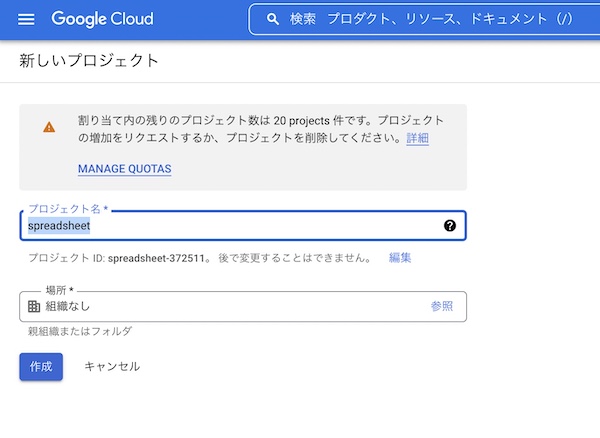 Google Cloud
検索 プロダクト、リソース、ドキュメント（/）
新しいプロジェクト
割り当て内の残りのプロジェクト数は 20 projects 件です。プロジェクト
の増加をリクエストするか、プロジェクトを削除してください。詳細
MANAGE QUOTAS
プロジェクト名 *
spreadsheet
プロジェクト ID: spreadsheet-372511。 後で変更することはできません。 編集
場所 *
組織なし 参照
親組織またはフォルダ
作成 キャンセル